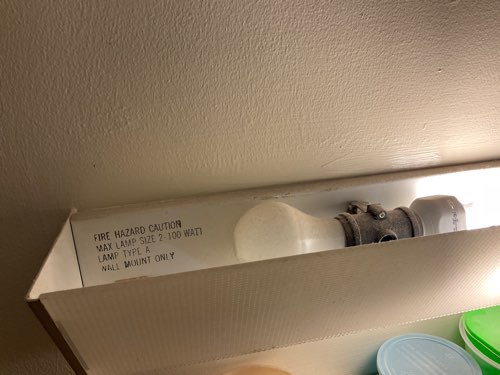 FIRE HAZARD CAUTION
MAX LAMP SIZE 2-100 WATT
LAMP TYPE A
WALL MOUNT ONLY